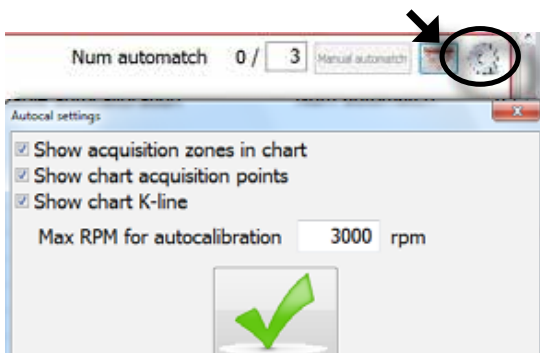 Num automatch 0 / 3 Manual automatch
Autocal settings
Show acquisition zones in chart
Show chart acquisition points
Show chart K-line
Max RPM for autocalibration 3000 rpm